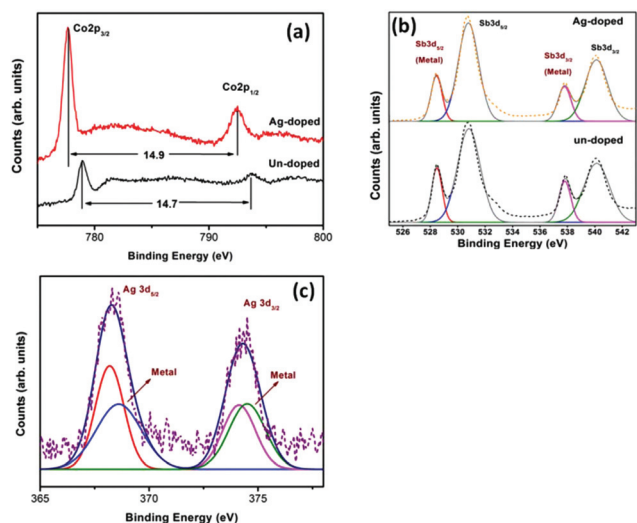 (a)
Co2p3/2
Co2p1/2
Ag-doped
14.9
Un-doped
14.7
780
790
800
Binding Energy (eV)
Counts (arb. units)
(b)
Ag-doped
Sb3d5/2
Sb3d5/2
(Metal)
Sb3d3/2
(Metal)
Sb3d3/2
un-doped
526
528
530
532
534
536
538
540
542
Binding Energy (eV)
Counts (arb. units)
(c)
Ag 3d5/2
Ag 3d3/2
Metal
Metal
365
370
375
Binding Energy (eV)
Counts (arb. units)